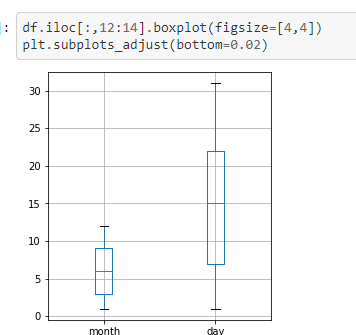 ]:
df.iloc[:,12:14].boxplot(figsize=[4,4])
plt.subplots_adjust(bottom=0.02)
30
25
20
15
10
5
0
month day